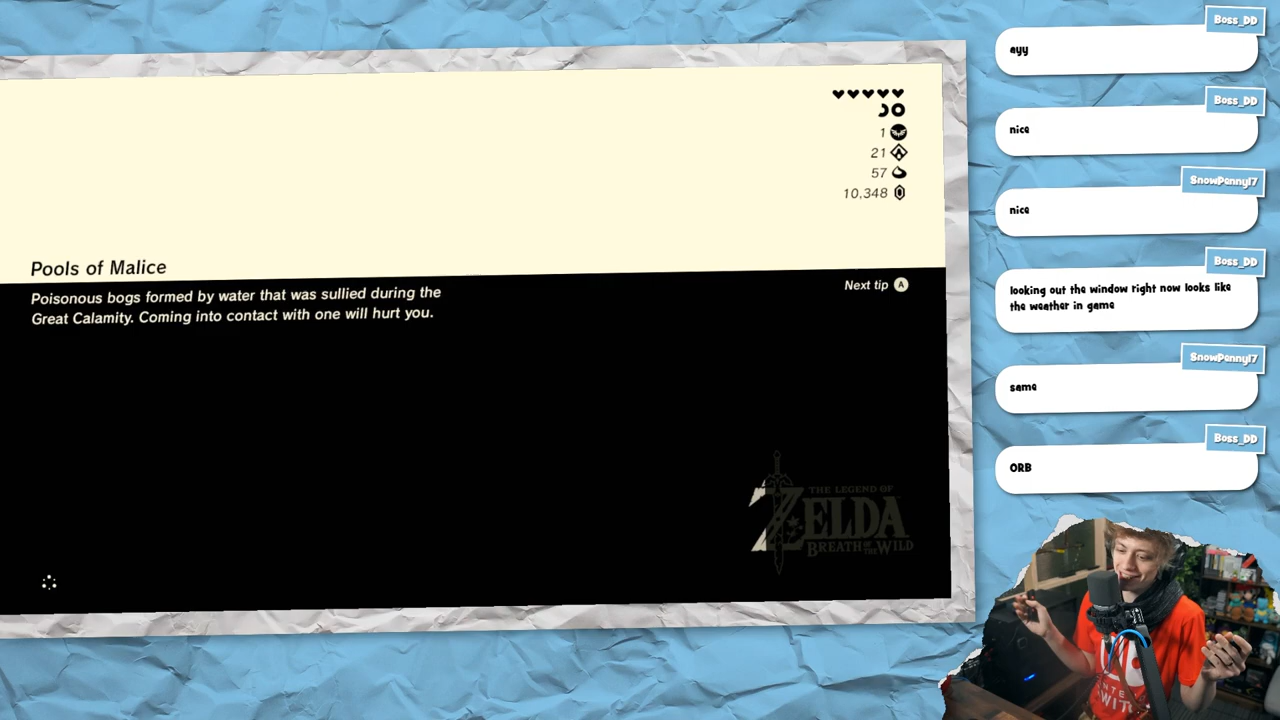 1
21
57
10,348
Pools of Malice
Poisonous bogs formed by water that was sullied during the
Great Calamity. Coming into contact with one will hurt you.
Next tip A
THE LEGEND OF
ZELDA
BREATH OF THE WILD
Boss_DD
ayy
Boss_DD
nice
SnowPenny17
nice
Boss_DD
looking out the window right now looks like
the weather in game
SnowPenny17
same
Boss_DD
ORB